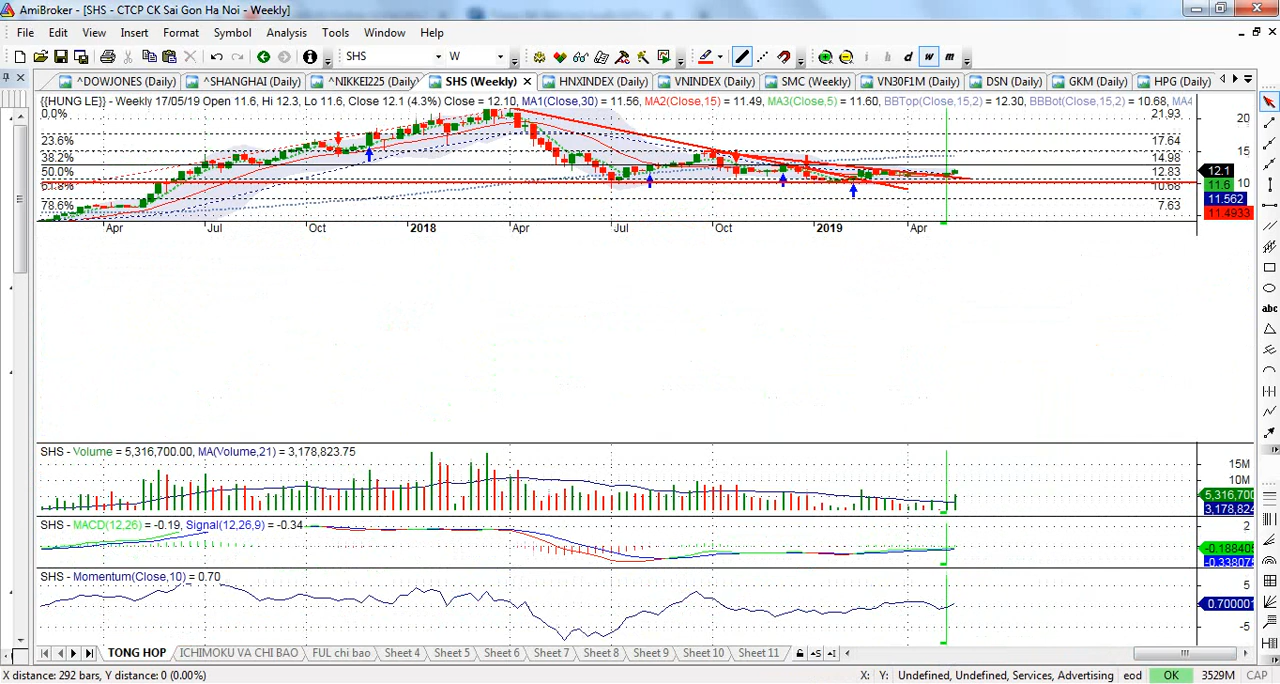 AmiBroker - [SHS - CTCP CK Sai Gon Ha Noi - Weekly]
File Edit View Insert Format Symbol Analysis Tools Window Help
SHS W i h d w m
^DOWJONES (Daily) ^SHANGHAI (Daily) ^NIKKEI225 (Daily) SHS (Weekly) HNXINDEX (Daily) VNINDEX (Daily) SMC (Weekly) VN30F1M (Daily) DSN (Daily) GKM (Daily) HPG (Daily)
{{HUNG LE}} - Weekly 17/05/19 Open 11.6, Hi 12.3, Lo 11.6, Close 12.1 (4.3%) Close = 12.10, MA1(Close,30) = 11.56, MA2(Close,15) = 11.49, MA3(Close,5) = 11.60, BBTop(Close,15,2) = 12.30, BBBot(Close,15,2) = 10.68, MA4
0.0% 21.93 20
23.6% 17.64
38.2% 14.98 15
50.0% 12.83 12.1
61.8% 10.68 10 11.6
78.6% 7.63 11.562
11.4933
Apr Jul Oct 2018 Apr Jul Oct 2019 Apr
SHS - Volume = 5,316,700.00, MA(Volume,21) = 3,178,823.75
15M
10M
5,316,700
3,178,824
SHS - MACD(12,26) = -0.19, Signal(12,26,9) = -0.34
2
-0.188405
-0.338075
SHS - Momentum(Close,10) = 0.70
5
0.700001
-5
TONG HOP ICHIMOKU VA CHI BAO FUL chi bao Sheet 4 Sheet 5 Sheet 6 Sheet 7 Sheet 8 Sheet 9 Sheet 10 Sheet 11
X distance: 292 bars, Y distance: 0 (0.00%) X: Y: Undefined, Undefined, Services, Advertising eod OK 3529M CAP
abc